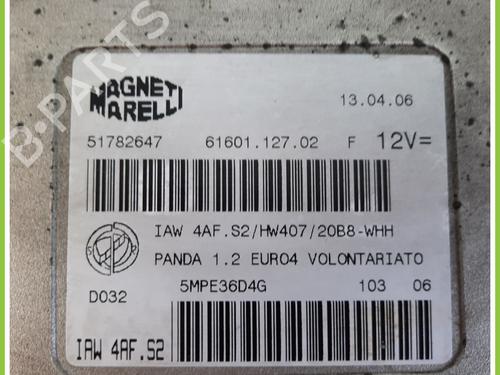 MAGNETI
MARELLI
13.04.06
51782647 61601.127.02 F 12V=
IAW 4AF.S2/HW407/20B8-WHH
PANDA 1.2 EURO4 VOLONTARIATO
D032 5MPE36D4G 103 06
IAW 4AF.S2
B-PARTS